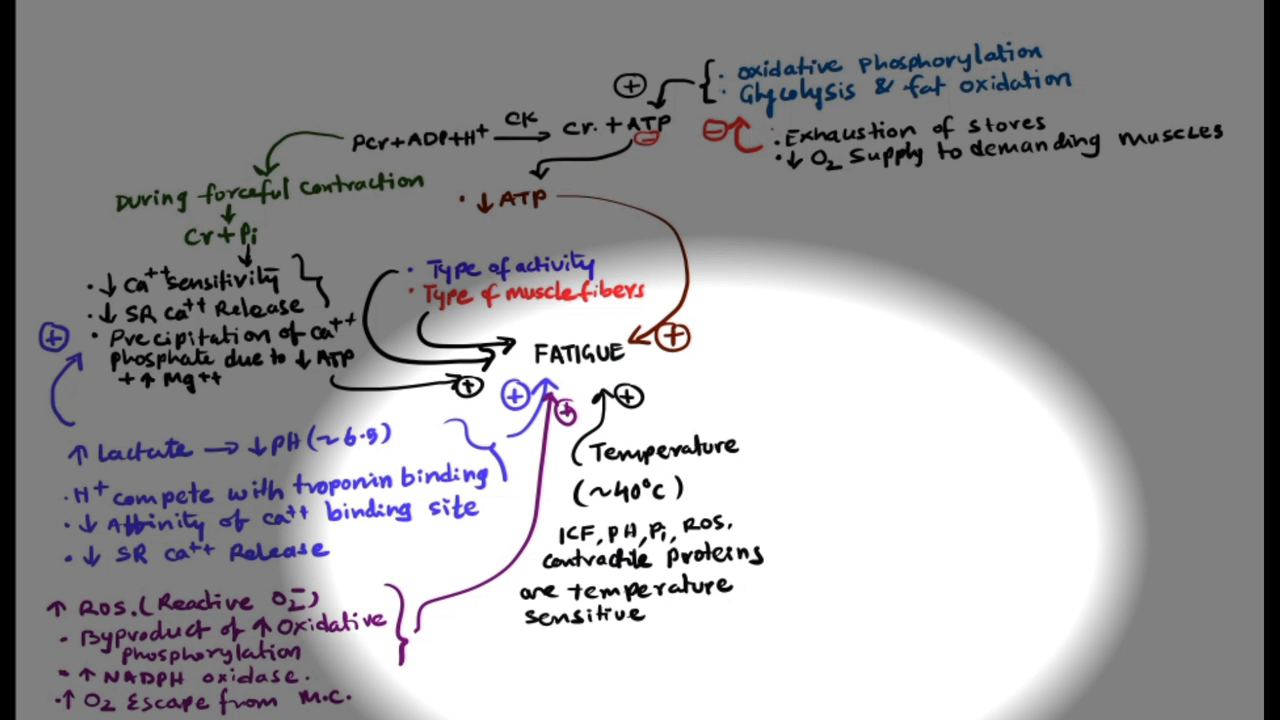 · oxidative phosphorylation
· Glycolysis & fat oxidation
+
PCr+ADP+H+ CK Cr. + ATP
−
−
· Exhaustion of stores
· ↓ O2 Supply to demanding muscles
During forceful contraction
↓
Cr+Pi
· ↓ ATP
· ↓ Ca++ sensitivity
· ↓ SR Ca++ Release
· Precipitation of Ca++
phosphate due to ↓ ATP
+ ↑ Mg++
+
· Type of activity
· Type of muscle fibers
FATIGUE
+
+
+
+
+
↑ Lactate → ↓ PH (~6.5)
· H+ compete with troponin binding
· ↓ Affinity of Ca++ binding site
· ↓ SR Ca++ Release
Temperature
(~40°C)
ICF, PH, Pi, ROS,
contractile proteins
are temperature
sensitive
↑ ROS. (Reactive O2−)
· Byproduct of ↑ Oxidative
phosphorylation
· ↑ NADPH oxidase.
· ↑ O2 Escape from M.C.